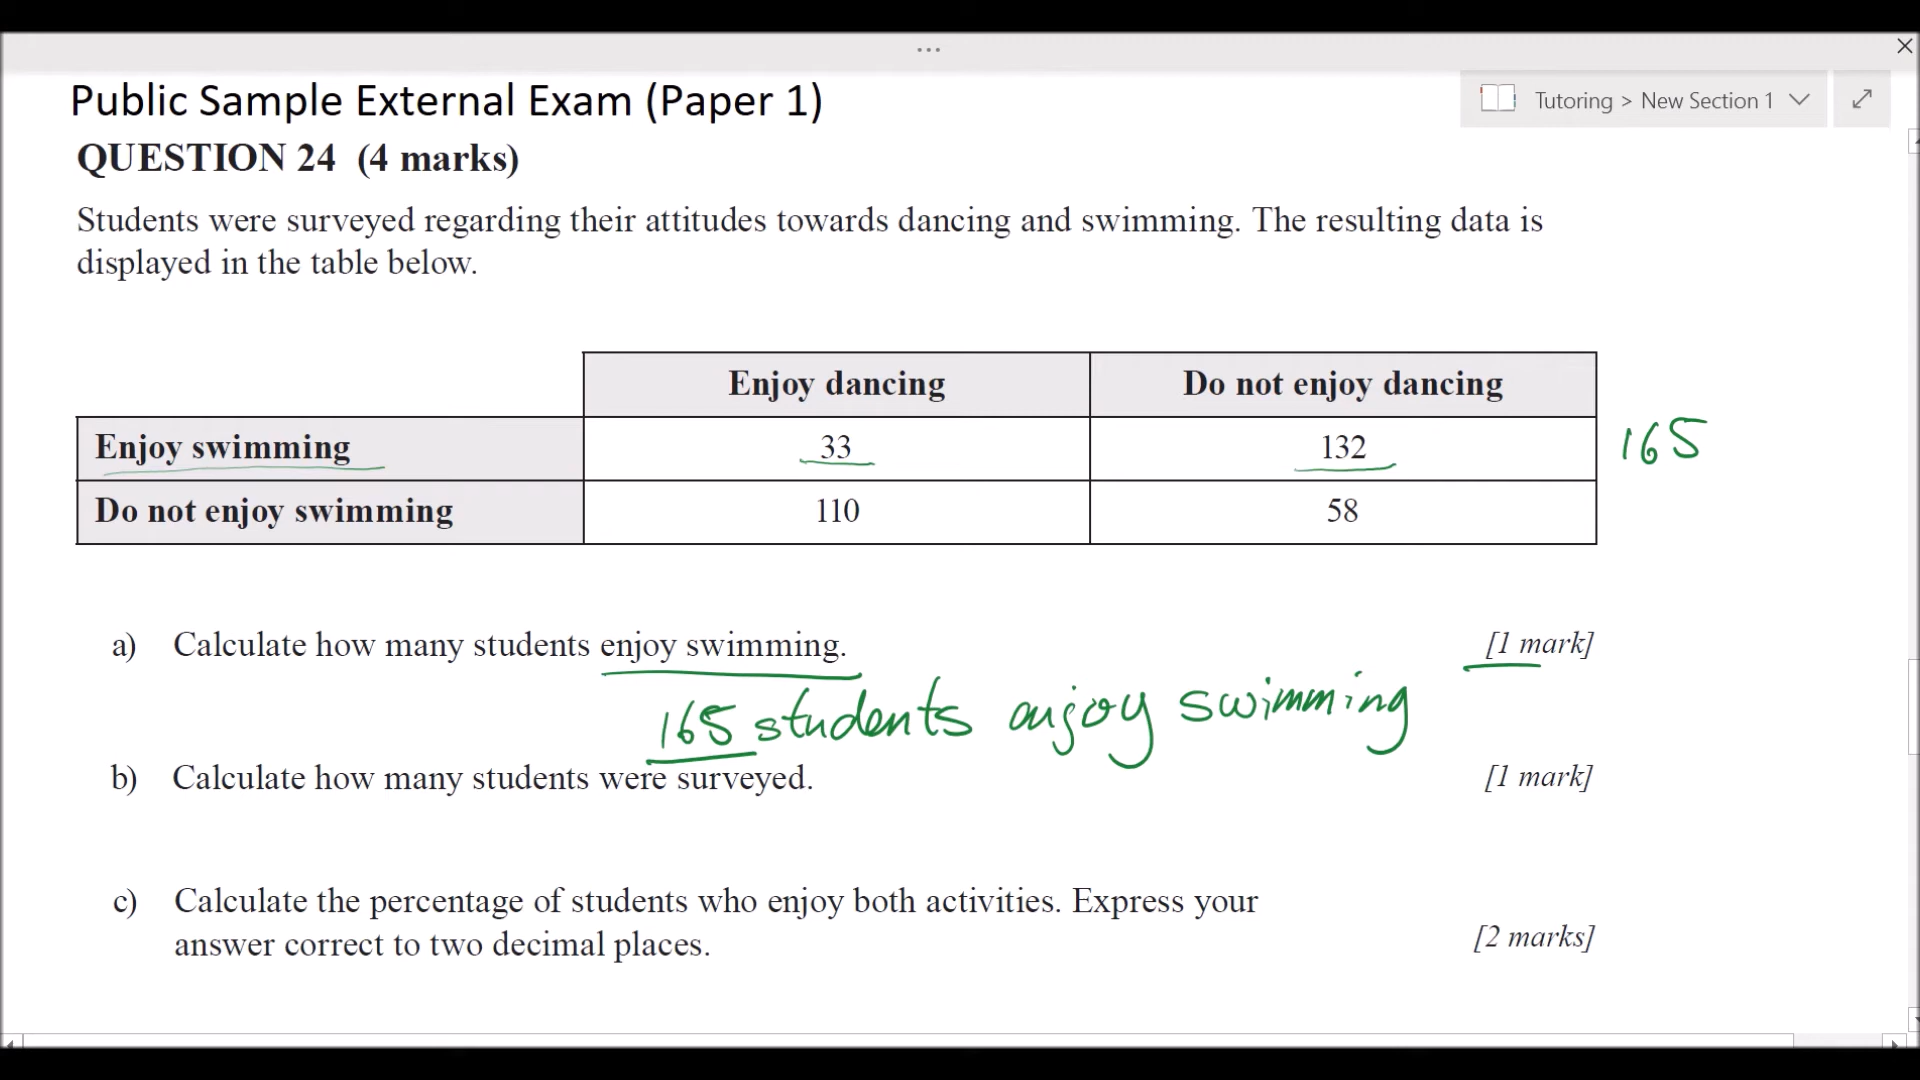 Public Sample External Exam (Paper 1)
Tutoring > New Section 1
QUESTION 24 (4 marks)
Students were surveyed regarding their attitudes towards dancing and swimming. The resulting data is
displayed in the table below.
Enjoy dancing Do not enjoy dancing
Enjoy swimming 33 132 165
Do not enjoy swimming 110 58
a) Calculate how many students enjoy swimming. [1 mark]
165 students enjoy swimming
b) Calculate how many students were surveyed. [1 mark]
c) Calculate the percentage of students who enjoy both activities. Express your
answer correct to two decimal places. [2 marks]